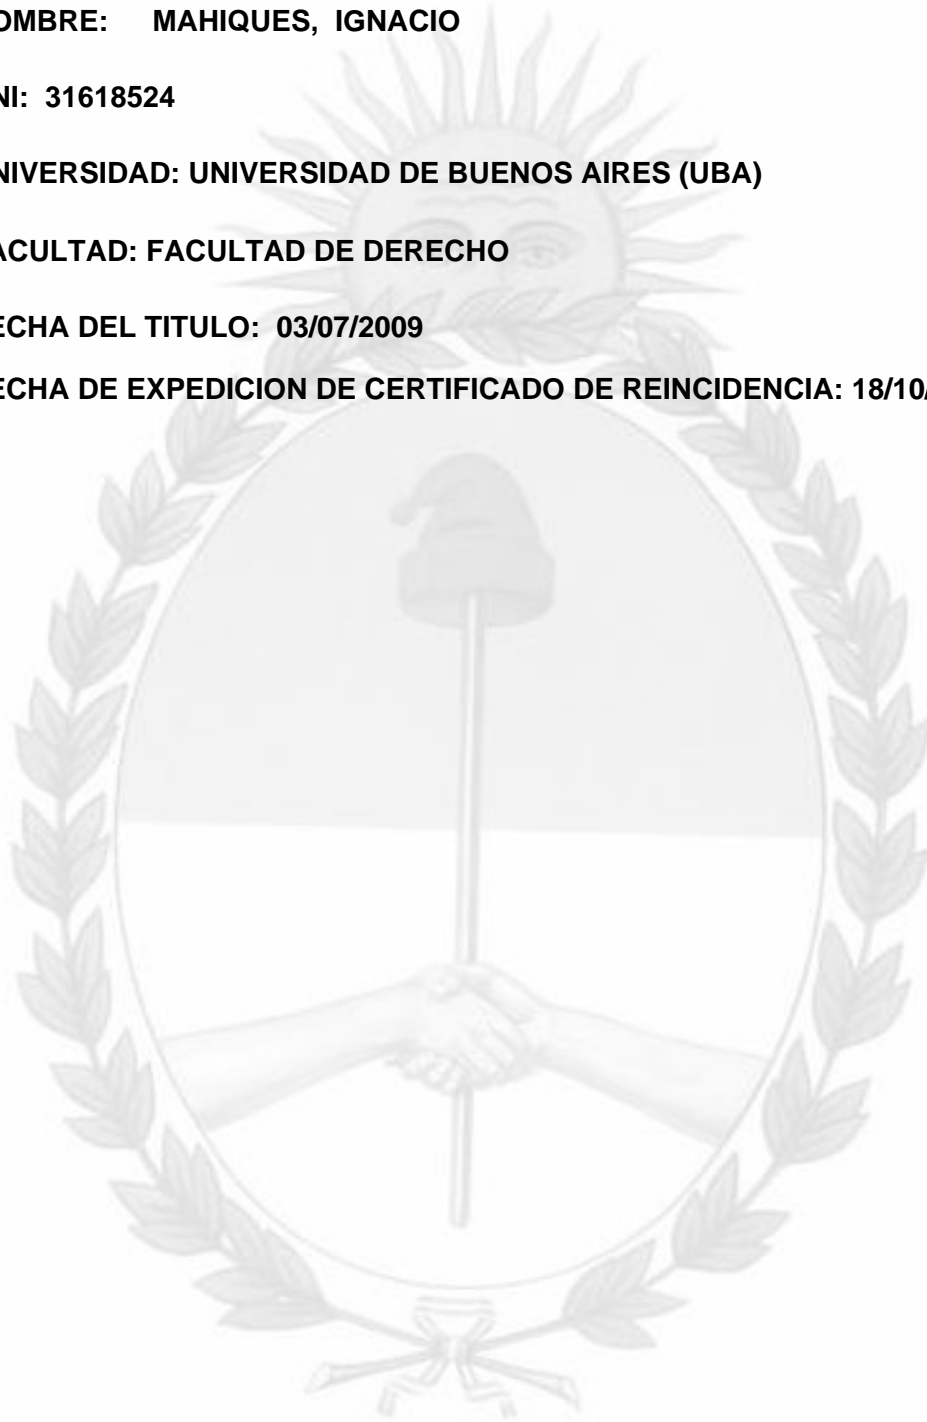 OMBRE: MAHIQUES, IGNACIO
NI: 31618524
NIVERSIDAD: UNIVERSIDAD DE BUENOS AIRES (UBA)
ACULTAD: FACULTAD DE DERECHO
ECHA DEL TITULO: 03/07/2009
ECHA DE EXPEDICION DE CERTIFICADO DE REINCIDENCIA: 18/10/